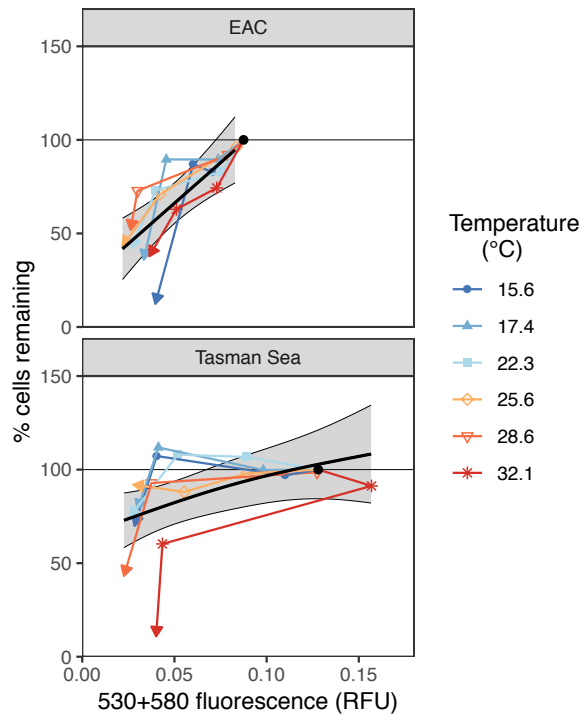 EAC
150
100
50
0
% cells remaining
Tasman Sea
150
100
50
0
0.00 0.05 0.10 0.15
530+580 fluorescence (RFU)
Temperature
(°C)
15.6
17.4
22.3
25.6
28.6
32.1